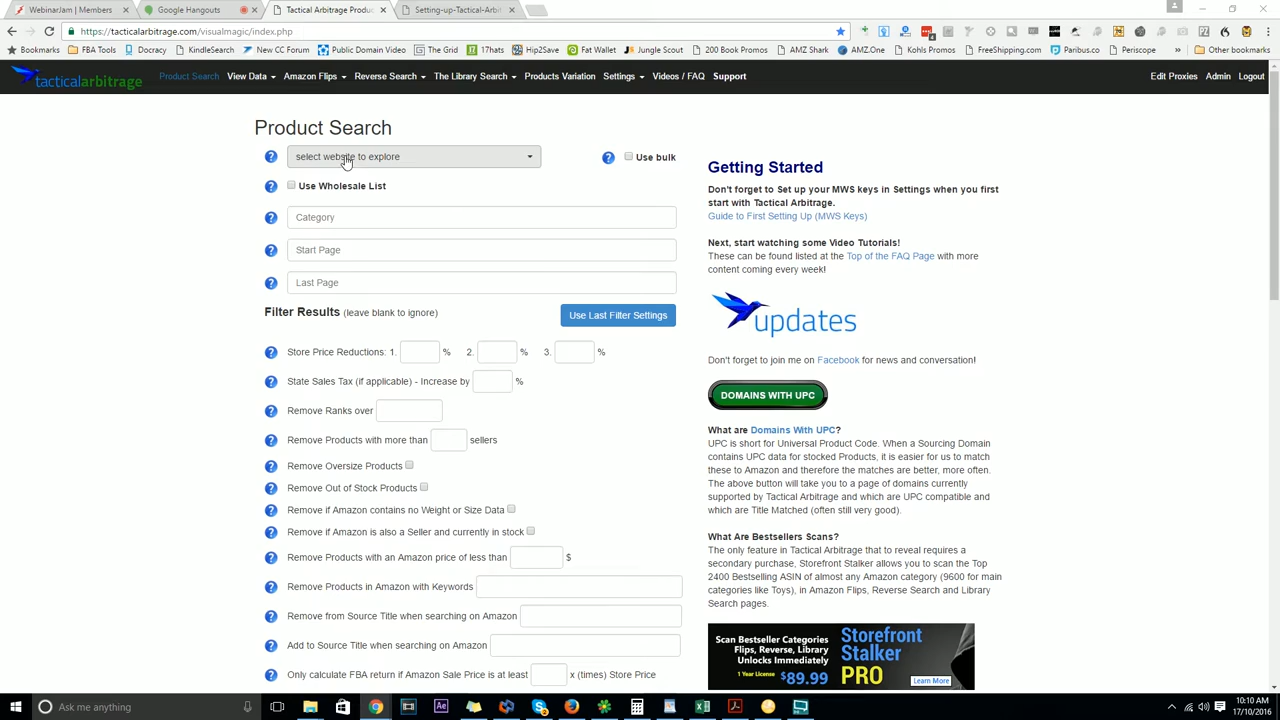 WebinarJam | Members
Google Hangouts
Tactical Arbitrage Produc
Setting-up-Tactical-Arbit
https://tacticalarbitrage.com/visualmagic/index.php
Bookmarks
FBA Tools
Docracy
KindleSearch
New CC Forum
Public Domain Video
The Grid
17hats
Hip2Save
Fat Wallet
Jungle Scout
200 Book Promos
AMZ Shark
AMZ.One
Kohls Promos
FreeShipping.com
Paribus.co
Periscope
»
Other bookmarks
tacticalarbitrage
Product Search
View Data
Amazon Flips
Reverse Search
The Library Search
Products Variation
Settings
Videos / FAQ
Support
Edit Proxies
Admin
Logout
Product Search
select website to explore
Use bulk
Use Wholesale List
Category
Start Page
Last Page
Filter Results (leave blank to ignore)
Use Last Filter Settings
Store Price Reductions: 1. % 2. % 3. %
State Sales Tax (if applicable) - Increase by %
Remove Ranks over
Remove Products with more than sellers
Remove Oversize Products
Remove Out of Stock Products
Remove if Amazon contains no Weight or Size Data
Remove if Amazon is also a Seller and currently in stock
Remove Products with an Amazon price of less than $
Remove Products in Amazon with Keywords
Remove from Source Title when searching on Amazon
Add to Source Title when searching on Amazon
Only calculate FBA return if Amazon Sale Price is at least x (times) Store Price
Getting Started
Don't forget to Set up your MWS keys in Settings when you first
start with Tactical Arbitrage.
Guide to First Setting Up (MWS Keys)
Next, start watching some Video Tutorials!
These can be found listed at the Top of the FAQ Page with more
content coming every week!
updates
Don't forget to join me on Facebook for news and conversation!
DOMAINS WITH UPC
What are Domains With UPC?
UPC is short for Universal Product Code. When a Sourcing Domain
contains UPC data for stocked Products, it is easier for us to match
these to Amazon and therefore the matches are better, more often.
The above button will take you to a page of domains currently
supported by Tactical Arbitrage and which are UPC compatible and
which are Title Matched (often still very good).
What Are Bestsellers Scans?
The only feature in Tactical Arbitrage that to reveal requires a
secondary purchase, Storefront Stalker allows you to scan the Top
2400 Bestselling ASIN of almost any Amazon category (9600 for main
categories like Toys), in Amazon Flips, Reverse Search and Library
Search pages.
Scan Bestseller Categories
Flips, Reverse, Library
Unlocks Immediately
1 Year License $89.99
Storefront
Stalker
PRO
Learn More
Ask me anything
10:10 AM
17/10/2016